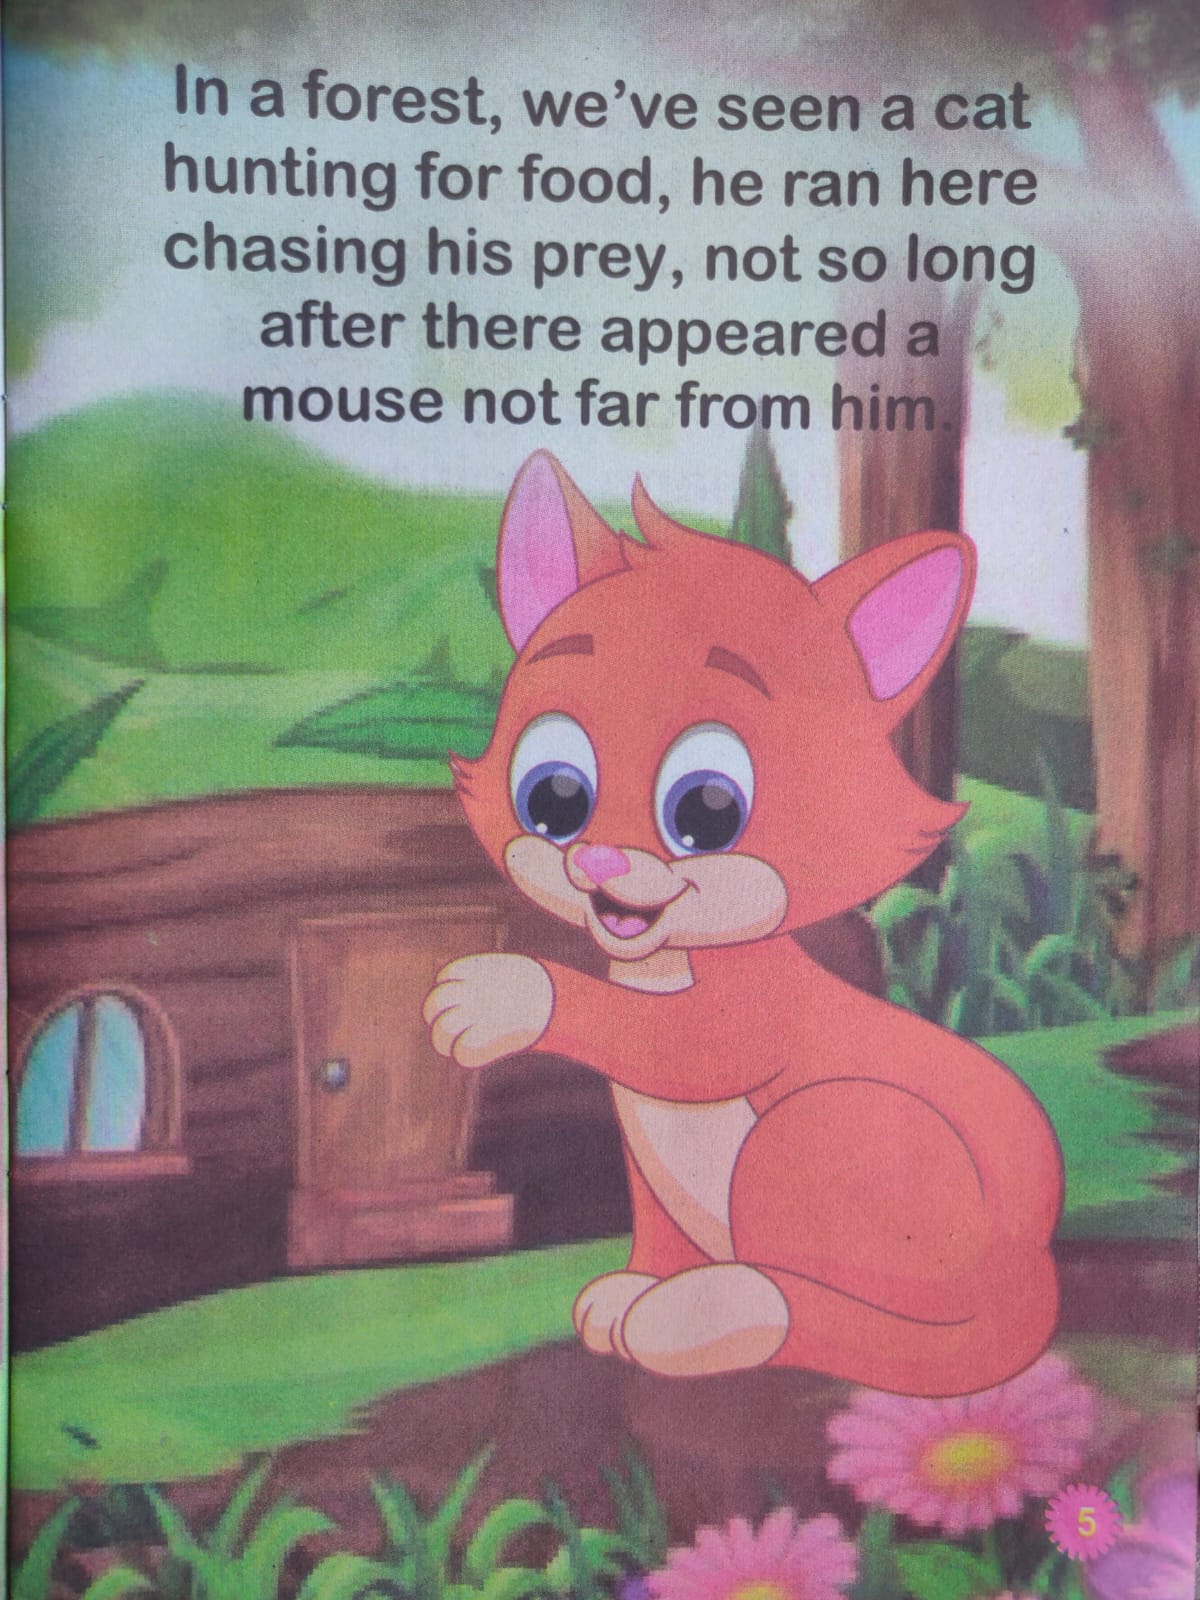 In a forest, we’ve seen a cat
hunting for food, he ran here
chasing his prey, not so long
after there appeared a
mouse not far from him.
5